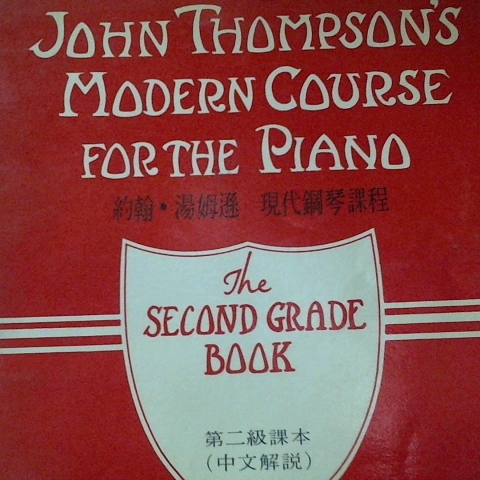 JOHN THOMPSON'S
MODERN COURSE
FOR THE PIANO
約翰・湯姆遜 現代鋼琴課程
The
SECOND GRADE
BOOK
第二級課本
(中文解説)